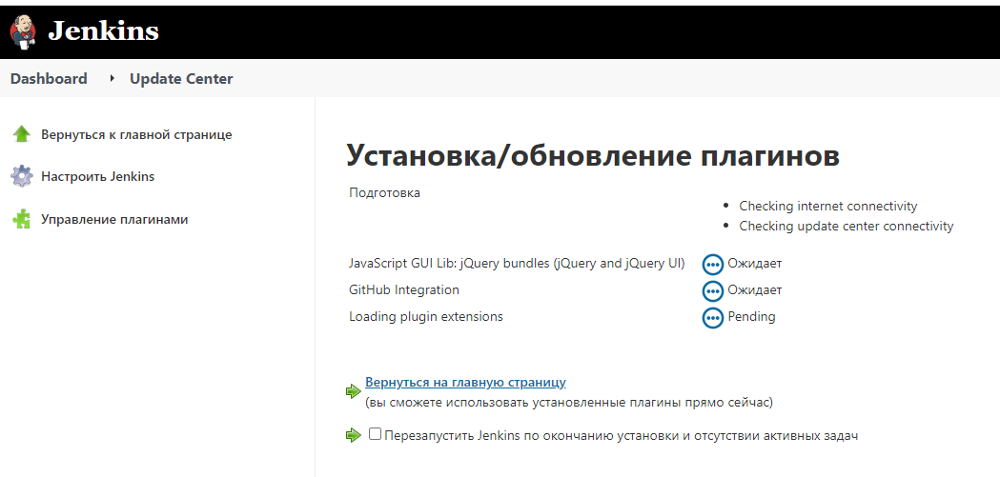 Jenkins
Dashboard
Update Center
Вернуться к главной странице
Настроить Jenkins
Управление плагинами
Установка/обновление плагинов
Подготовка
Checking internet connectivity
Checking update center connectivity
JavaScript GUI Lib: jQuery bundles (jQuery and jQuery UI) Ожидает
GitHub Integration Ожидает
Loading plugin extensions Pending
Вернуться на главную страницу
(вы сможете использовать установленные плагины прямо сейчас)
Перезапустить Jenkins по окончанию установки и отсутствии активных задач